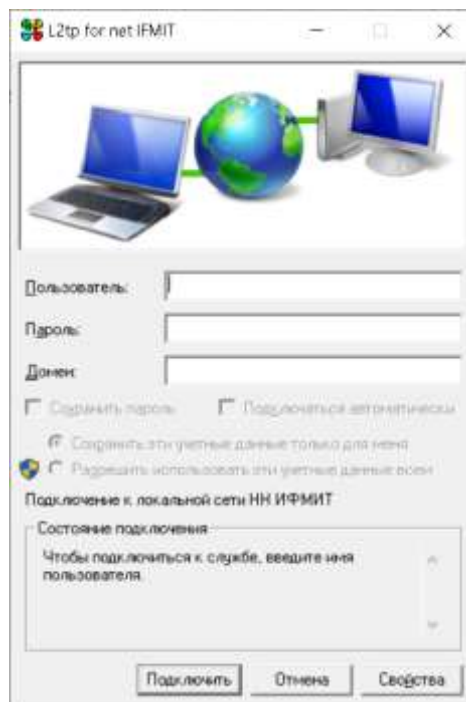 L2tp for net IFMIT
Пользователь:
Пароль:
Домен:
Сохранить пароль Подключаться автоматически
Сохранить эти учетные данные только для меня
Разрешить использовать эти учетные данные всем
Подключение к локальной сети НН ИФМИТ
Состояние подключения
Чтобы подключиться к службе, введите имя
пользователя.
Подключить Отмена Свойства